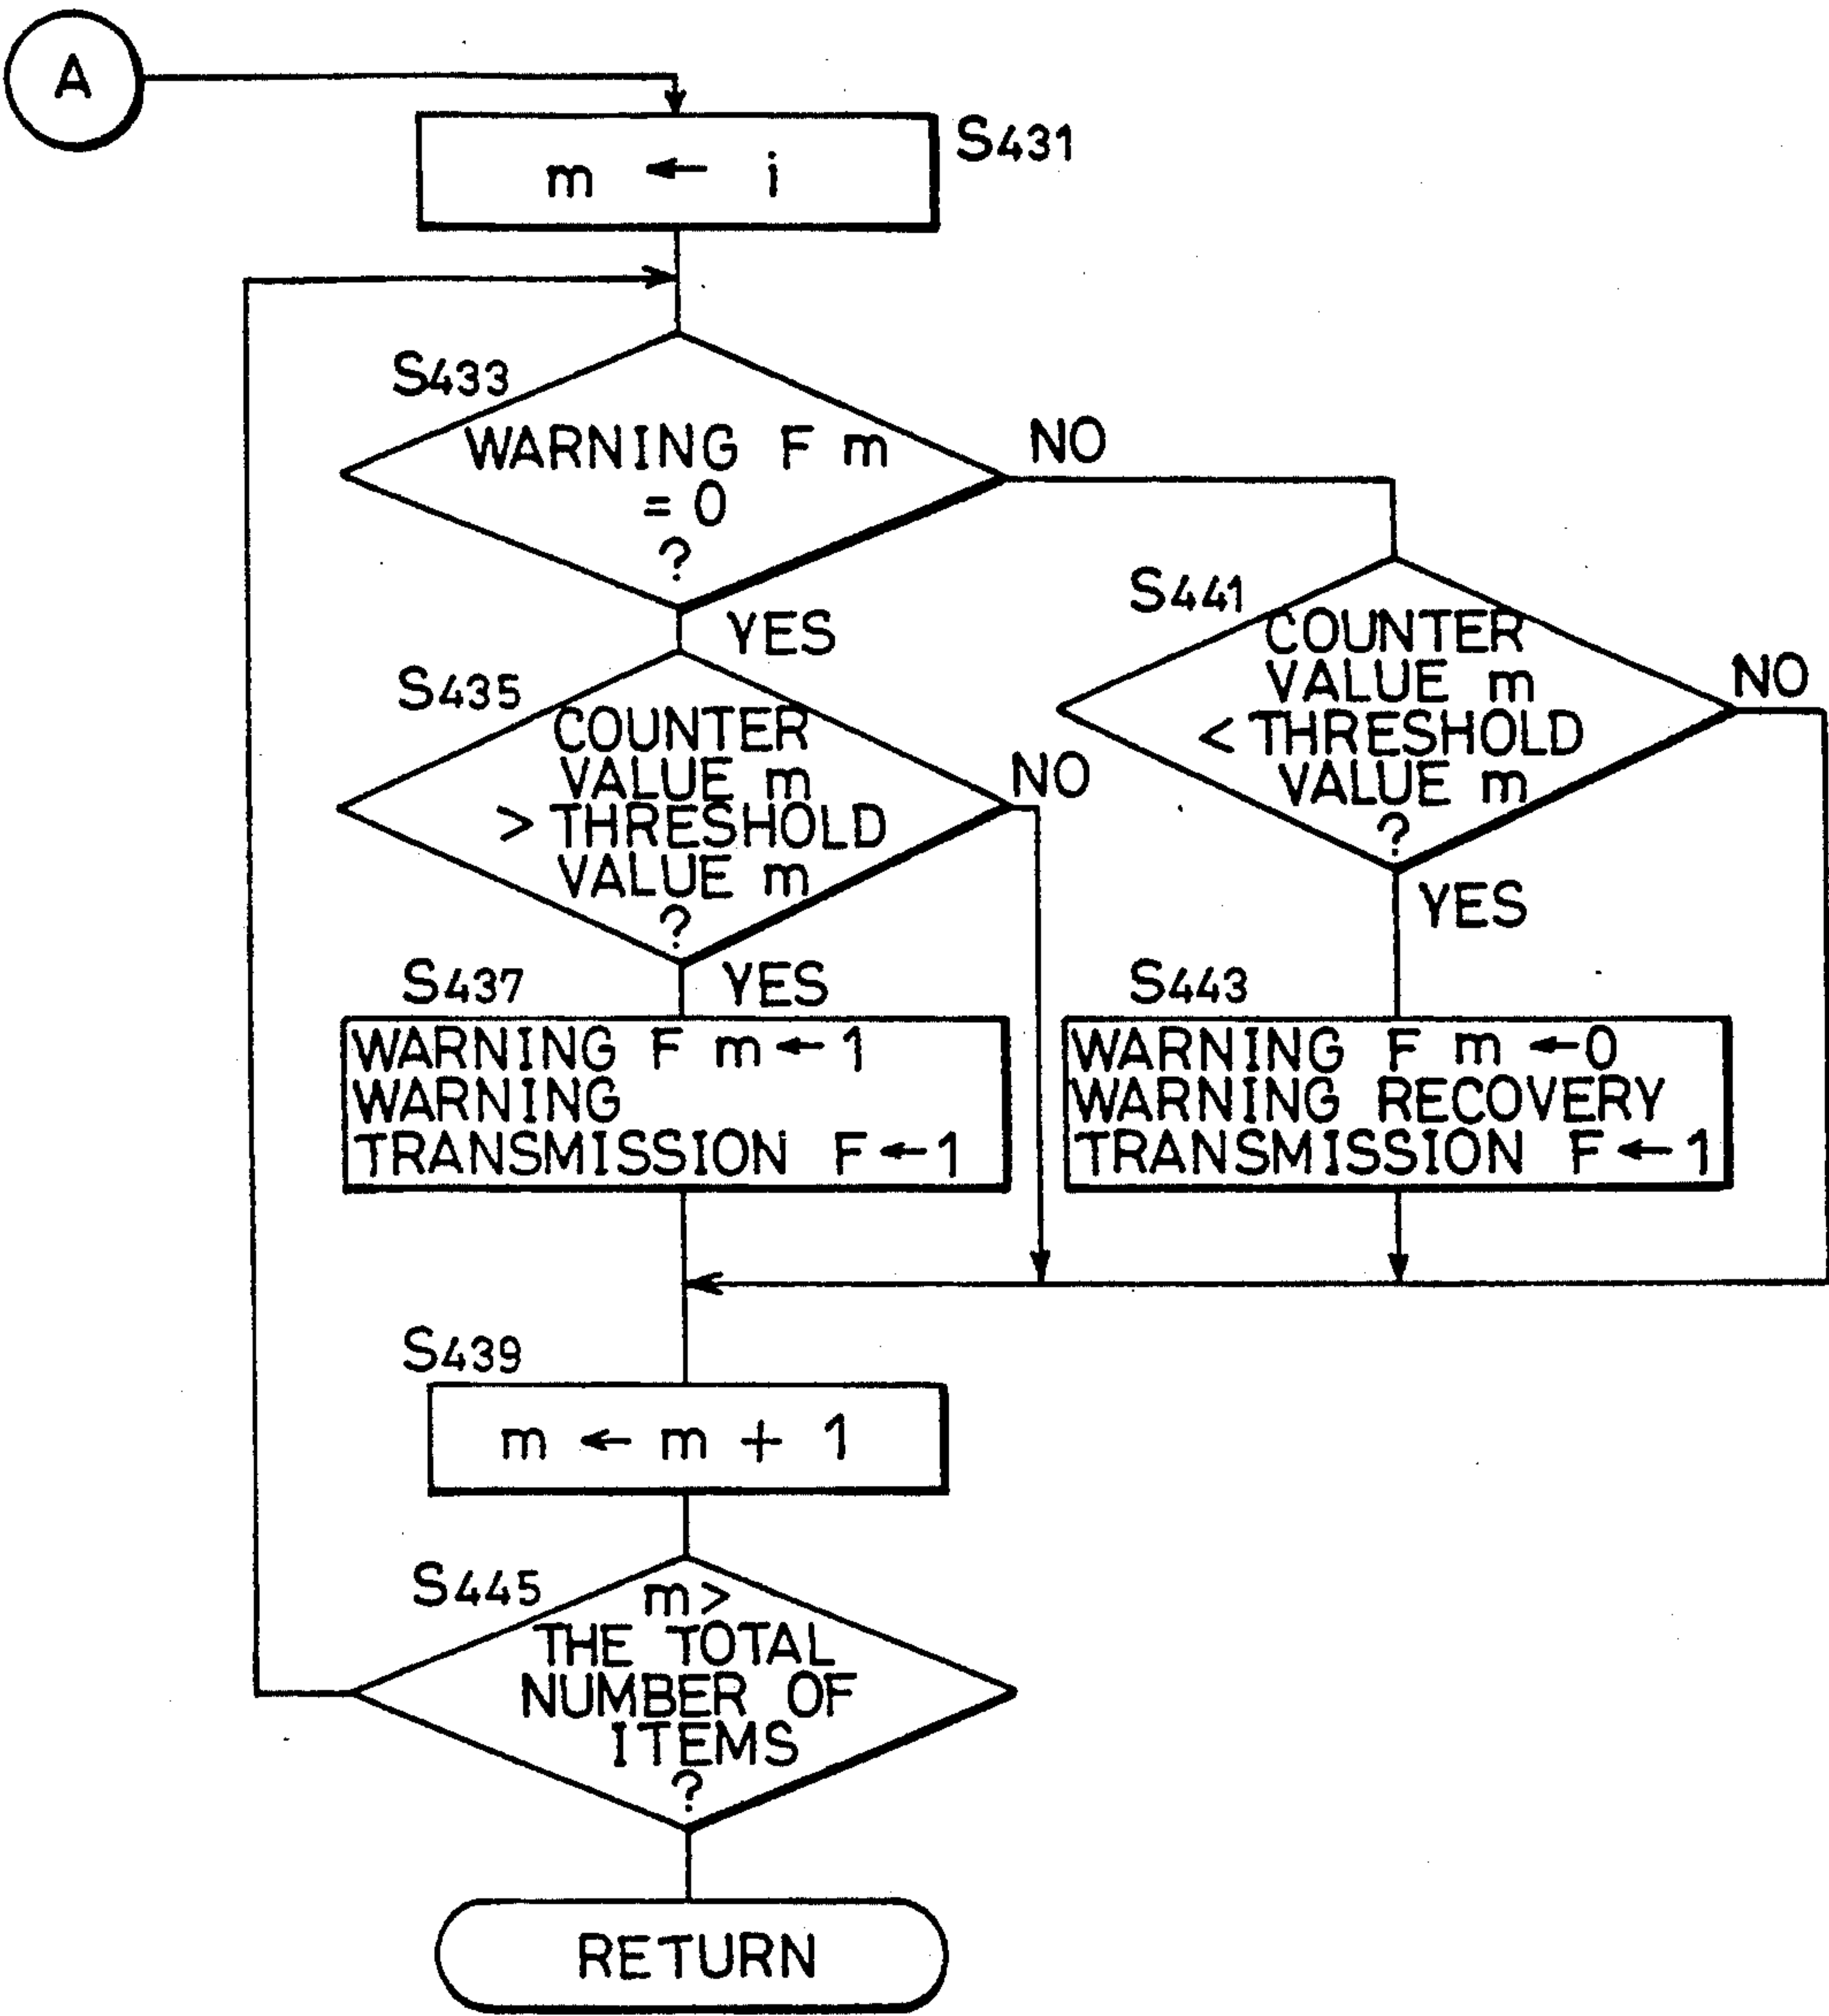 A
S431
m ← i
S433
WARNING F m
= 0
?
NO
YES
S441
COUNTER
VALUE m
< THRESHOLD
VALUE m
?
NO
YES
S435
COUNTER
VALUE m
> THRESHOLD
VALUE m
?
NO
YES
S437
WARNING F m ← 1
WARNING
TRANSMISSION F ← 1
S443
WARNING F m ← 0
WARNING RECOVERY
TRANSMISSION F ← 1
S439
m ← m + 1
S445
m >
THE TOTAL
NUMBER OF
ITEMS
?
RETURN